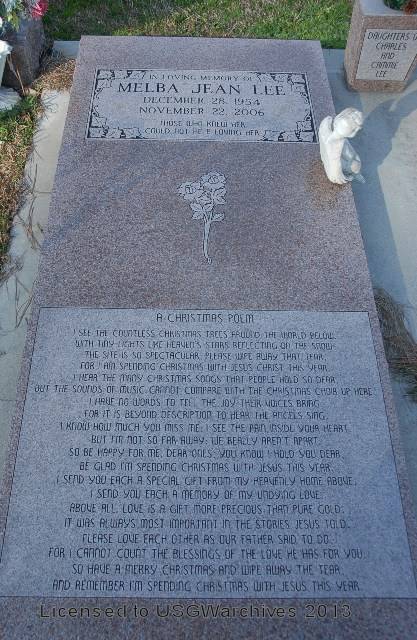 IN LOVING MEMORY OF
MELBA JEAN LEE
DECEMBER 28, 1954
NOVEMBER 22, 2006
THOSE WHO KNEW HER
COULD NOT HELP LOVING HER
DAUGHTERS OF
CHARLES
AND
CAMMIE
LEE
A CHRISTMAS POEM
I SEE THE COUNTLESS CHRISTMAS TREES AROUND THE WORLD BELOW,
WITH TINY LIGHTS LIKE HEAVEN'S STARS REFLECTING ON THE SNOW.
THE SITE IS SO SPECTACULAR, PLEASE WIPE AWAY THAT TEAR,
FOR I AM SPENDING CHRISTMAS WITH JESUS CHRIST THIS YEAR.
I HEAR THE MANY CHRISTMAS SONGS THAT PEOPLE HOLD SO DEAR,
BUT THE SOUNDS OF MUSIC CANNOT COMPARE WITH THE CHRISTMAS CHOIR UP HERE.
I HAVE NO WORDS TO TELL THE JOY THEIR VOICES BRING,
FOR IT IS BEYOND DESCRIPTION TO HEAR THE ANGELS SING.
I KNOW HOW MUCH YOU MISS ME, I SEE THE PAIN INSIDE YOUR HEART,
BUT I'M NOT SO FAR AWAY, WE REALLY AREN'T APART.
SO BE HAPPY FOR ME, DEAR ONES, YOU KNOW I HOLD YOU DEAR,
BE GLAD I'M SPENDING CHRISTMAS WITH JESUS THIS YEAR.
I SEND YOU EACH A SPECIAL GIFT FROM MY HEAVENLY HOME ABOVE,
I SEND YOU EACH A MEMORY OF MY UNDYING LOVE.
ABOVE ALL, LOVE IS A GIFT MORE PRECIOUS THAN PURE GOLD,
IT WAS ALWAYS MOST IMPORTANT IN THE STORIES JESUS TOLD.
PLEASE LOVE EACH OTHER AS OUR FATHER SAID TO DO,
FOR I CANNOT COUNT THE BLESSINGS OF THE LOVE HE HAS FOR YOU.
SO HAVE A MERRY CHRISTMAS AND WIPE AWAY THE TEAR,
AND REMEMBER I'M SPENDING CHRISTMAS WITH JESUS THIS YEAR.
Licensed to USGWarchives 2013